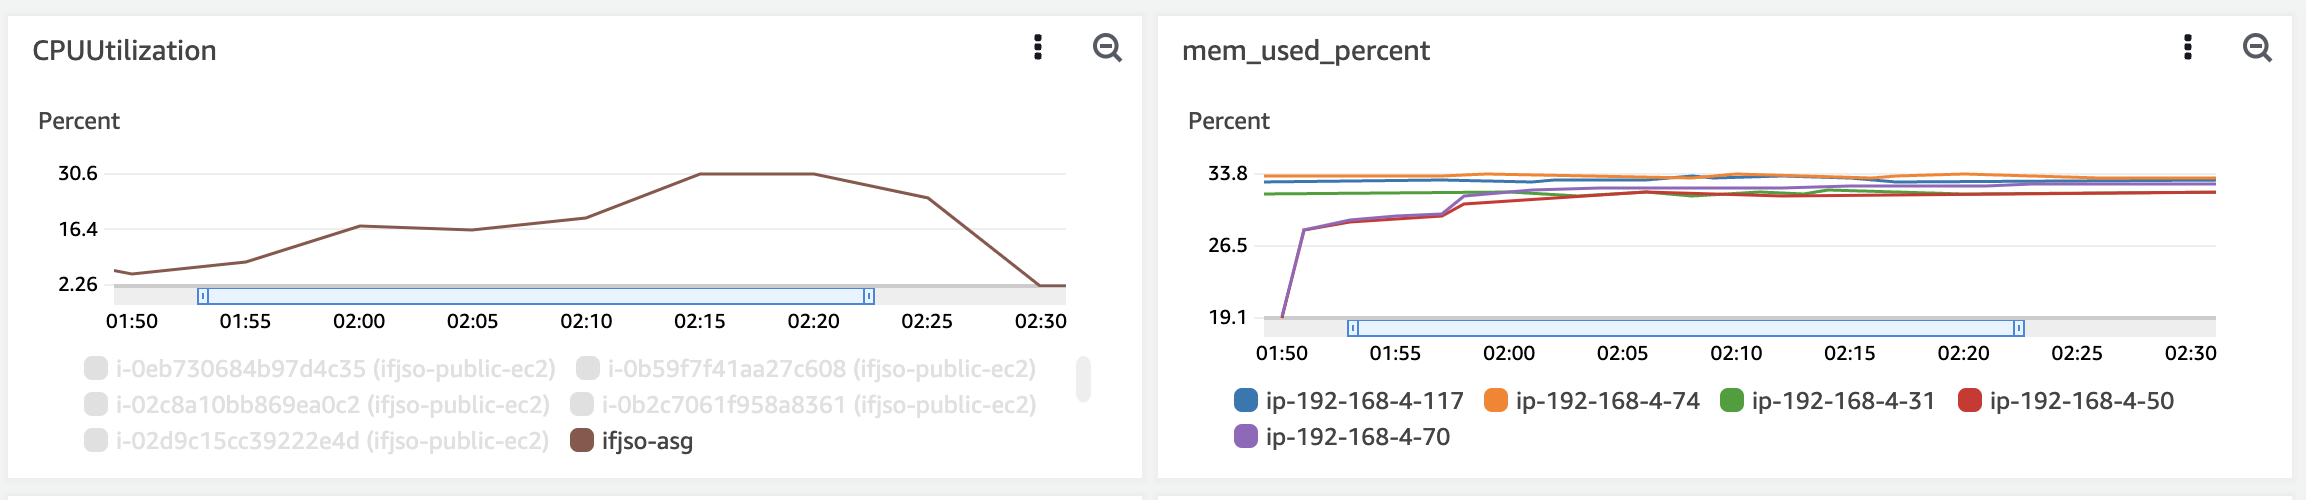 CPUUtilization
Percent
30.6
16.4
2.26
01:50 01:55 02:00 02:05 02:10 02:15 02:20 02:25 02:30
i-0eb730684b97d4c35 (ifjso-public-ec2) i-0b59f7f41aa27c608 (ifjso-public-ec2)
i-02c8a10bb869ea0c2 (ifjso-public-ec2) i-0b2c7061f958a8361 (ifjso-public-ec2)
i-02d9c15cc39222e4d (ifjso-public-ec2) ifjso-asg
mem_used_percent
Percent
33.8
26.5
19.1
01:50 01:55 02:00 02:05 02:10 02:15 02:20 02:25 02:30
ip-192-168-4-117 ip-192-168-4-74 ip-192-168-4-31 ip-192-168-4-50
ip-192-168-4-70